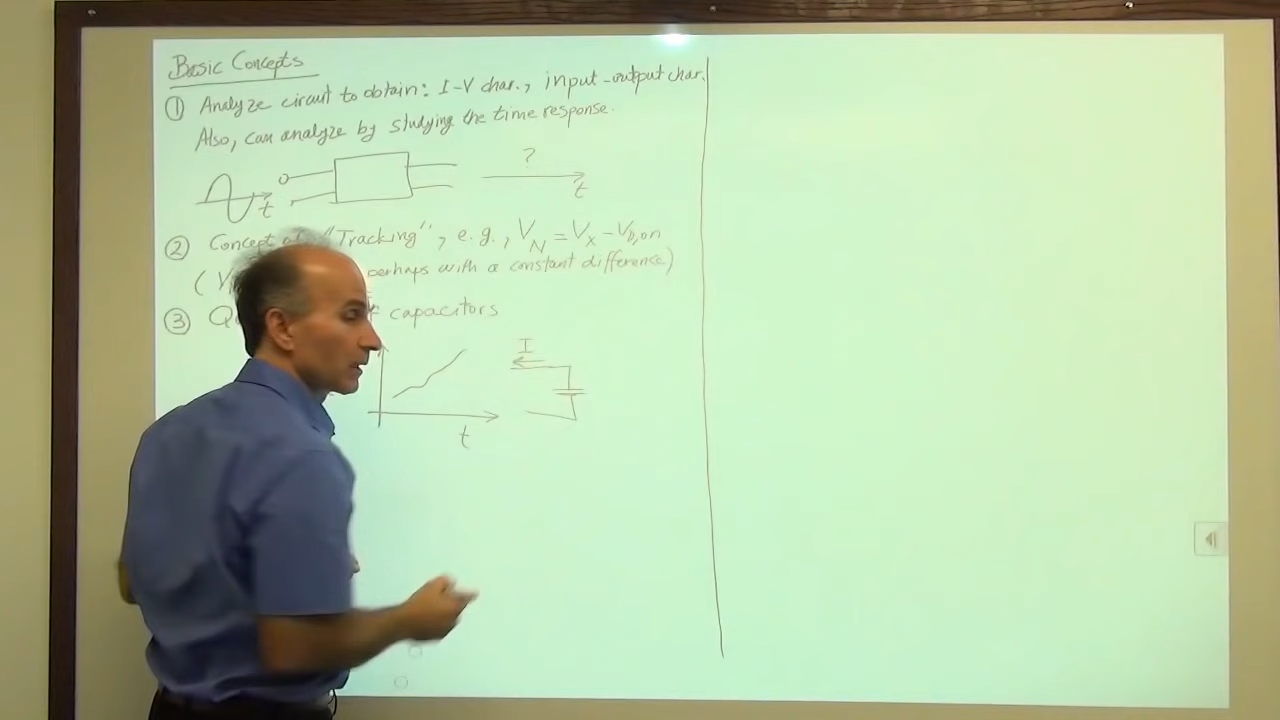 Basic Concepts
① Analyze circuit to obtain: I-V char., input-output char.
Also, can analyze by studying the time response.
?
t
t
② Concept "Tracking", e.g., V_N = V_x - V_D,on
( V perhaps with a constant difference)
③ capacitors
I
t